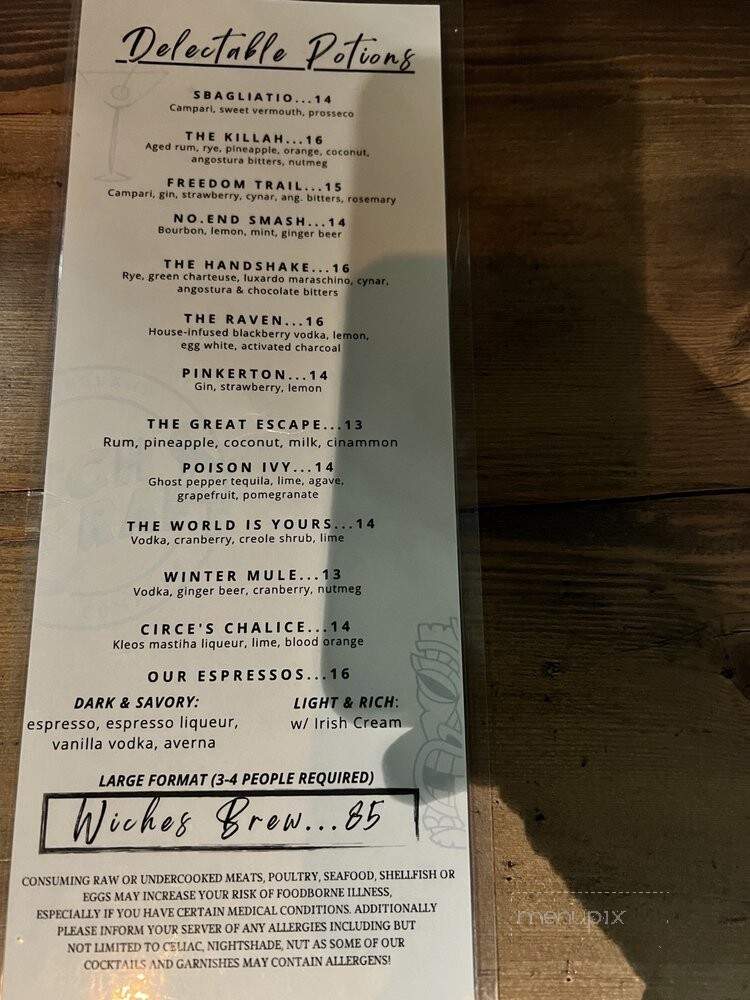 Delectable Potions
SBAGLIATIO...14
Campari, sweet vermouth, prosseco
THE KILLAH...16
Aged rum, rye, pineapple, orange, coconut,
angostura bitters, nutmeg
FREEDOM TRAIL...15
Campari, gin, strawberry, cynar, ang. bitters, rosemary
NO.END SMASH...14
Bourbon, lemon, mint, ginger beer
THE HANDSHAKE...16
Rye, green charteuse, luxardo maraschino, cynar,
angostura & chocolate bitters
THE RAVEN...16
House-infused blackberry vodka, lemon,
egg white, activated charcoal
PINKERTON...14
Gin, strawberry, lemon
THE GREAT ESCAPE...13
Rum, pineapple, coconut, milk, cinammon
POISON IVY...14
Ghost pepper tequila, lime, agave,
grapefruit, pomegranate
THE WORLD IS YOURS...14
Vodka, cranberry, creole shrub, lime
WINTER MULE...13
Vodka, ginger beer, cranberry, nutmeg
CIRCE'S CHALICE...14
Kleos mastiha liqueur, lime, blood orange
OUR ESPRESSOS...16
DARK & SAVORY:
espresso, espresso liqueur,
vanilla vodka, averna
LIGHT & RICH:
w/ Irish Cream
LARGE FORMAT (3-4 PEOPLE REQUIRED)
Wiches Brew...85
CONSUMING RAW OR UNDERCOOKED MEATS, POULTRY, SEAFOOD, SHELLFISH OR
EGGS MAY INCREASE YOUR RISK OF FOODBORNE ILLNESS,
ESPECIALLY IF YOU HAVE CERTAIN MEDICAL CONDITIONS. ADDITIONALLY
PLEASE INFORM YOUR SERVER OF ANY ALLERGIES INCLUDING BUT
NOT LIMITED TO CELIAC, NIGHTSHADE, NUT AS SOME OF OUR
COCKTAILS AND GARNISHES MAY CONTAIN ALLERGENS!
menupix